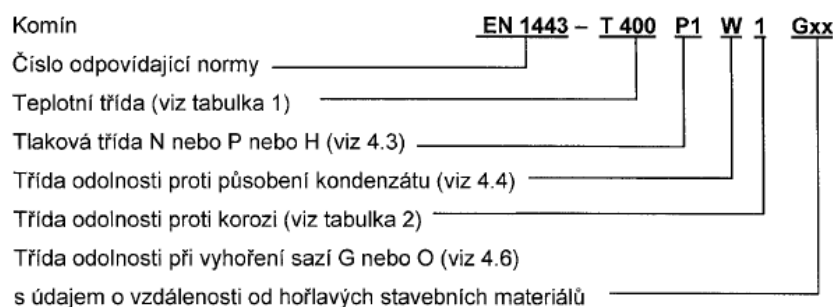 Komín EN 1443 – T 400 P1 W 1 Gxx
Číslo odpovídající normy
Teplotní třída (viz tabulka 1)
Tlaková třída N nebo P nebo H (viz 4.3)
Třída odolnosti proti působení kondenzátu (viz 4.4)
Třída odolnosti proti korozi (viz tabulka 2)
Třída odolnosti při vyhoření sazí G nebo O (viz 4.6)
s údajem o vzdálenosti od hořlavých stavebních materiálů